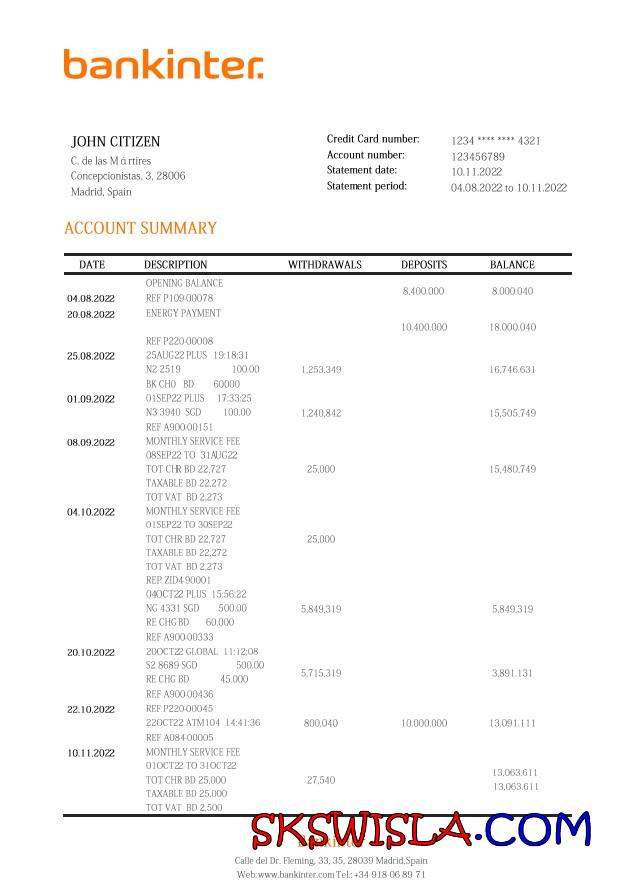 bankinter.
JOHN CITIZEN
C. de las M á rtires
Concepcionistas, 3, 28006
Madrid, Spain
Credit Card number: 1234 **** **** 4321
Account number: 123456789
Statement date: 10.11.2022
Statement period: 04.08.2022 to 10.11.2022
ACCOUNT SUMMARY
DATE DESCRIPTION WITHDRAWALS DEPOSITS BALANCE
OPENING BALANCE
8.400.000 8.000.040
04.08.2022 REF P109-00078
20.08.2022 ENERGY PAYMENT
10.400.000 18.000.040
REF P220-00008
25.08.2022 25AUG22 PLUS 19:18:31
N2 2519 100.00 1,253,349 16,746.631
BK CHO BD 60000
01.09.2022 01SEP22 PLUS 17:33:25
N3 3940 SGD 100.00 1,240,842 15,505,749
REF A900-00151
08.09.2022 MONTHLY SERVICE FEE
08SEP22 TO 31AUG22
TOT CHR BD 22,727 25,000 15,480,749
TAXABLE BD 22,272
TOT VAT BD 2,273
04.10.2022 MONTHLY SERVICE FEE
01SEP22 TO 30SEP22
TOT CHR BD 22,727 25,000
TAXABLE BD 22,272
TOT VAT BD 2,273
REP ZID4-90001
04OCT22 PLUS 15:56:22
NG 4331 SGD 500.00 5,849,319 5,849,319
RE CHG BD 60.000
REF A900-00333
20.10.2022 20OCT22 GLOBAL 11:12:08
S2 8689 SGD 500.00
5,715,319 3,891.131
RE CHG BD 45.000
REF A900-00436
22.10.2022 REF P220-00045
22OCT22 ATM104 14:41:36 800,040 10.000.000 13,091.111
REF A084-00005
10.11.2022 MONTHLY SERVICE FEE
01OCT22 TO 31OCT22
13,063.611
TOT CHR BD 25,000 27,540
13,063.611
TAXABLE BD 25,000
TOT VAT BD 2,500
SKSWISLA.COM
Bankinter
Calle del Dr. Fleming, 33, 35, 28039 Madrid,Spain
Web:www.bankinter.com Tel.: +34 918 06 89 71